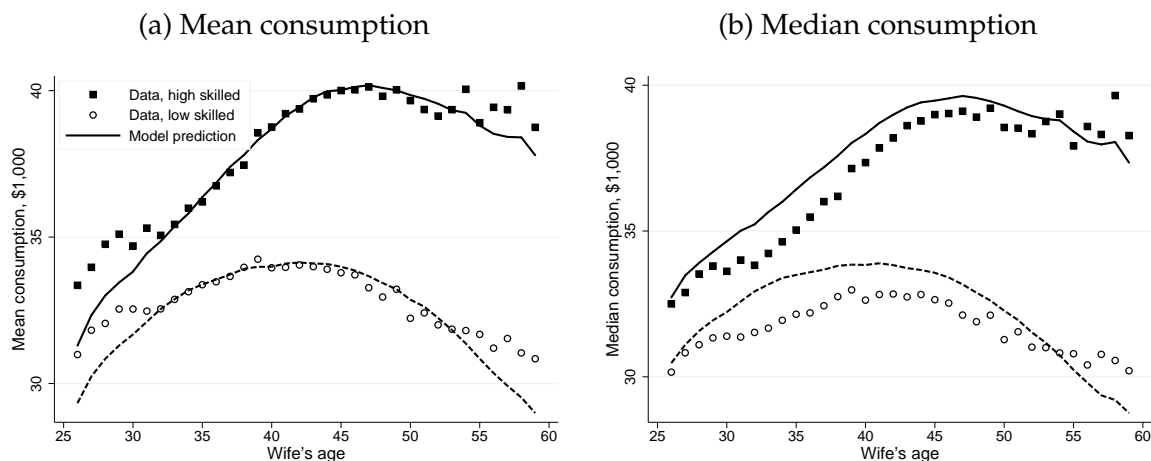 (a) Mean consumption
40
35
30
Mean consumption, $1,000
Data, high skilled
Data, low skilled
Model prediction
25 30 35 40 45 50 55 60
Wife's age
(b) Median consumption
40
35
30
Median consumption, $1,000
25 30 35 40 45 50 55 60
Wife's age